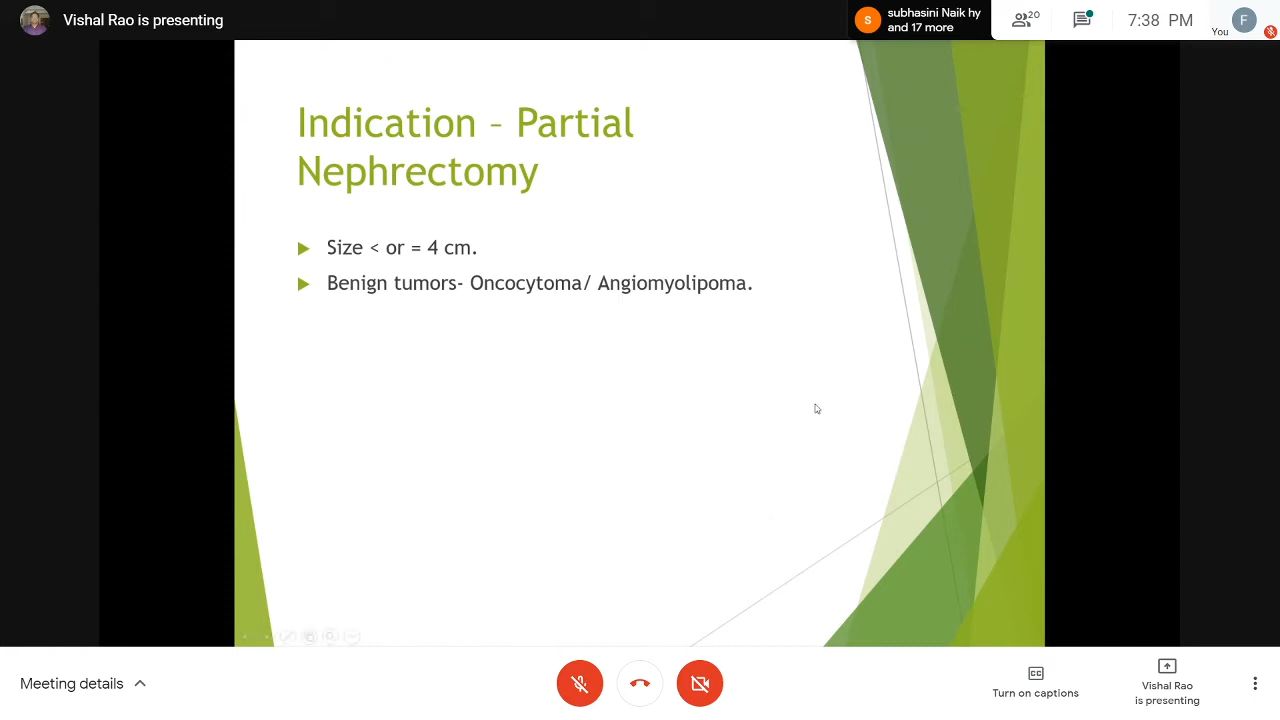 Vishal Rao is presenting
S
subhasini Naik hy
and 17 more
20
7:38 PM
You
F
Indication – Partial
Nephrectomy
Size < or = 4 cm.
Benign tumors- Oncocytoma/ Angiomyolipoma.
Meeting details
CC
Turn on captions
Vishal Rao
is presenting